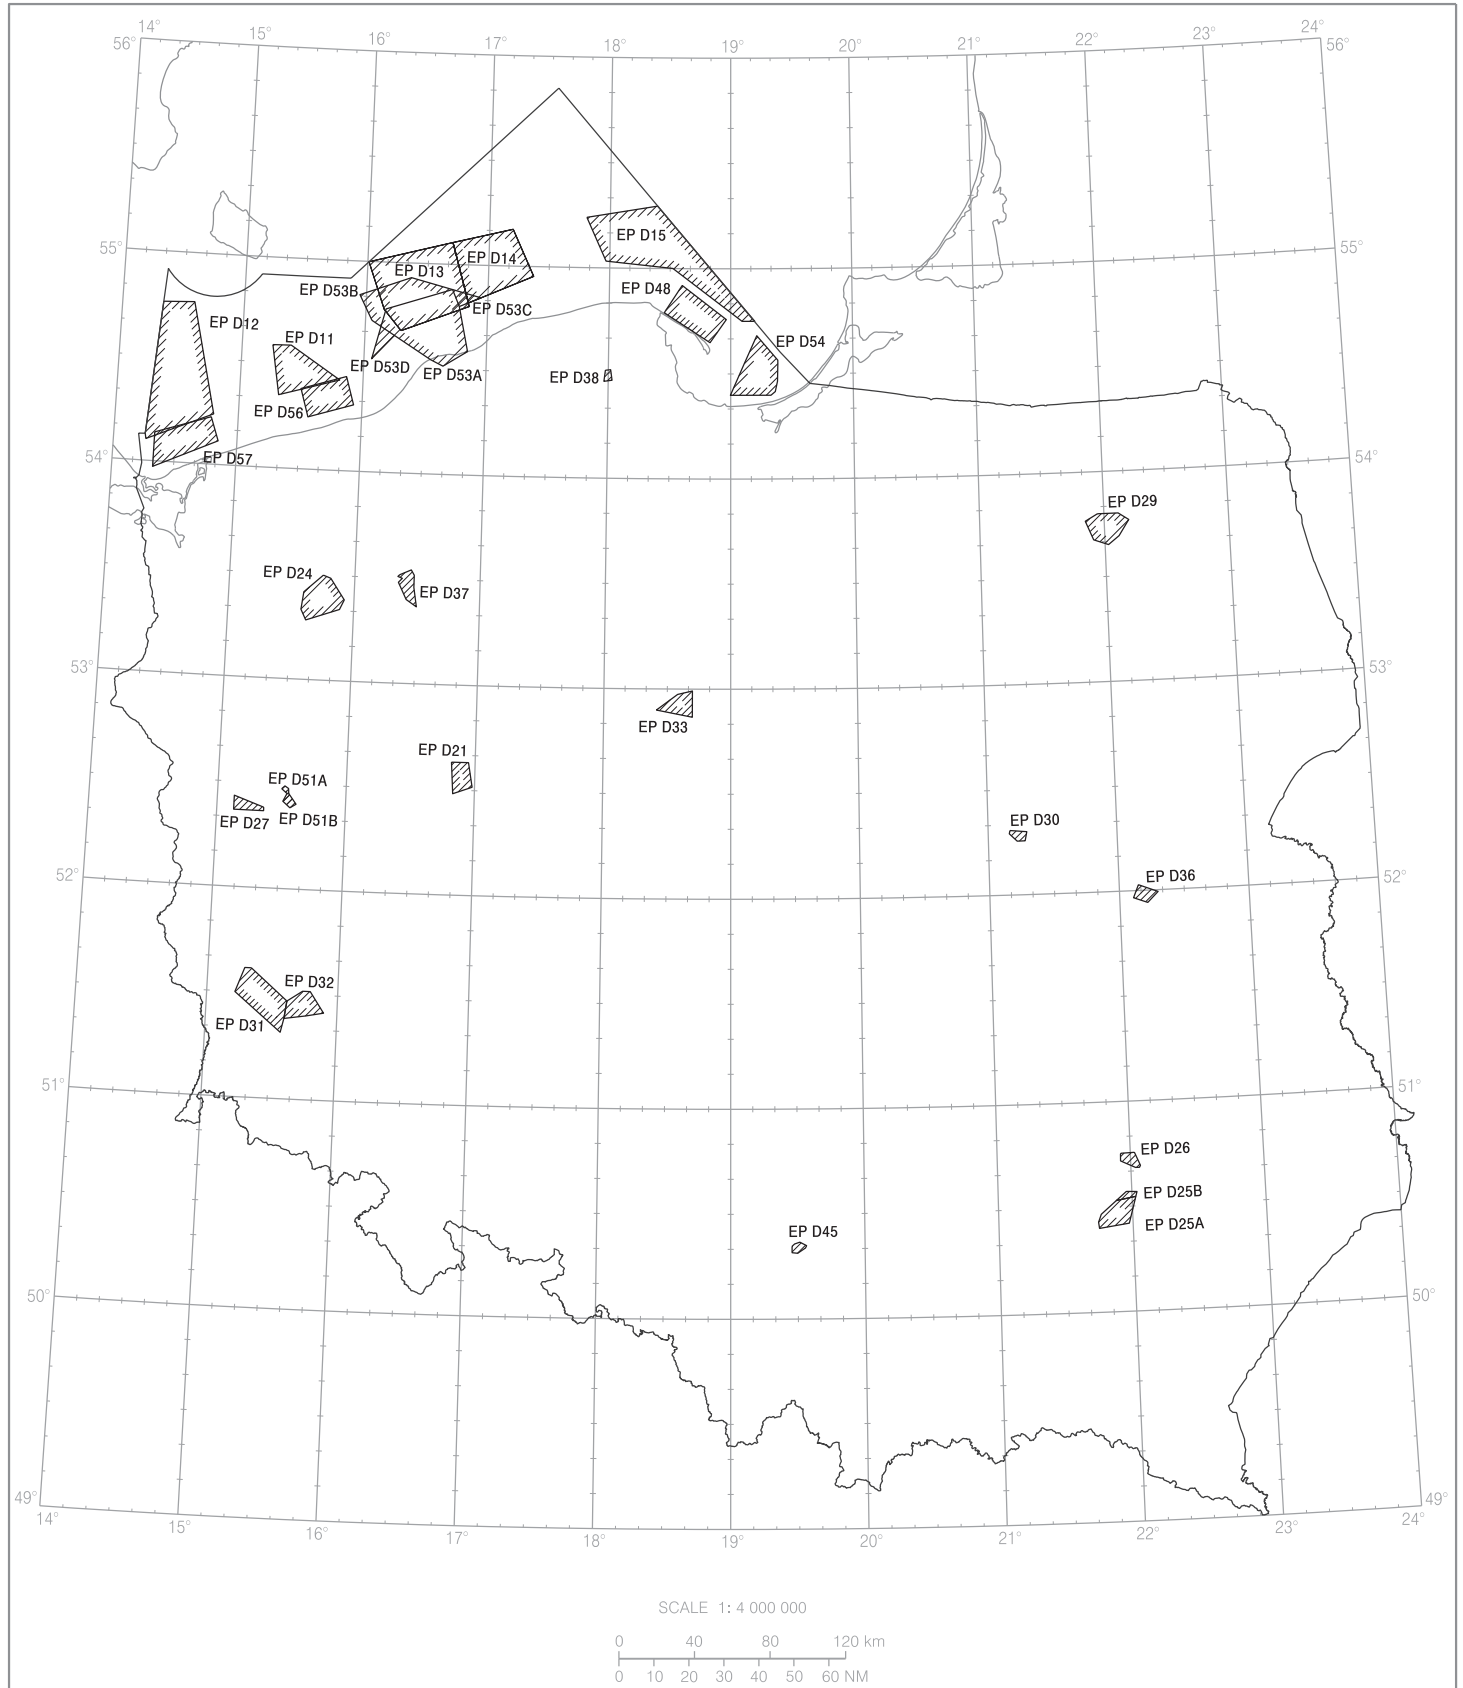 14° 15° 16° 17° 18° 19° 20° 21° 22° 23° 24°
56° 56°
55° 55°
EP D15
EP D14
EP D13
EP D53B
EP D48
EP D53C
EP D12
EP D11
EP D54
EP D53D
EP D53A
EP D38
EP D56
54° EP D57 54°
EP D29
EP D24
EP D37
53° 53°
EP D33
EP D21
EP D51A
EP D27 EP D51B
EP D30
52° EP D36 52°
EP D32
EP D31
51° 51°
EP D26
EP D25B
EP D25A
EP D45
50° 50°
49° 49°
14° 15° 16° 17° 18° 19° 20° 21° 22° 23° 24°
SCALE 1: 4 000 000
0 40 80 120 km
0 10 20 30 40 50 60 NM